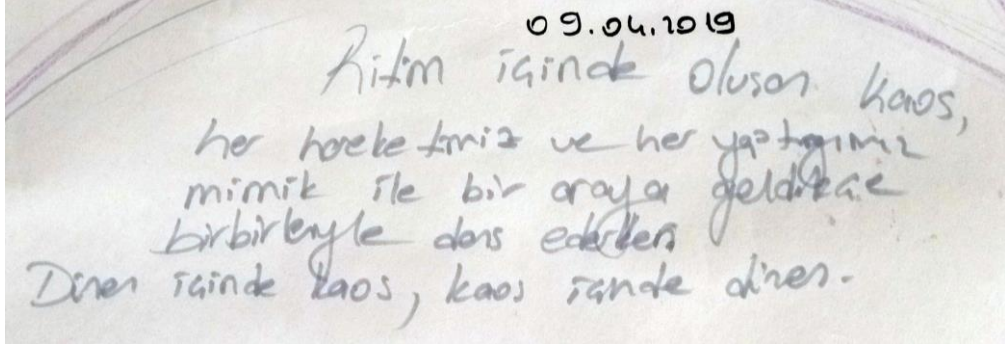 09.04.2019
Ritim içinde oluşan kaos,
her hareketimiz ve her yaptığımız
mimik ile bir araya geldikçe
birbirleriyle dans ederken
Düzen içinde kaos, kaos içinde düzen.